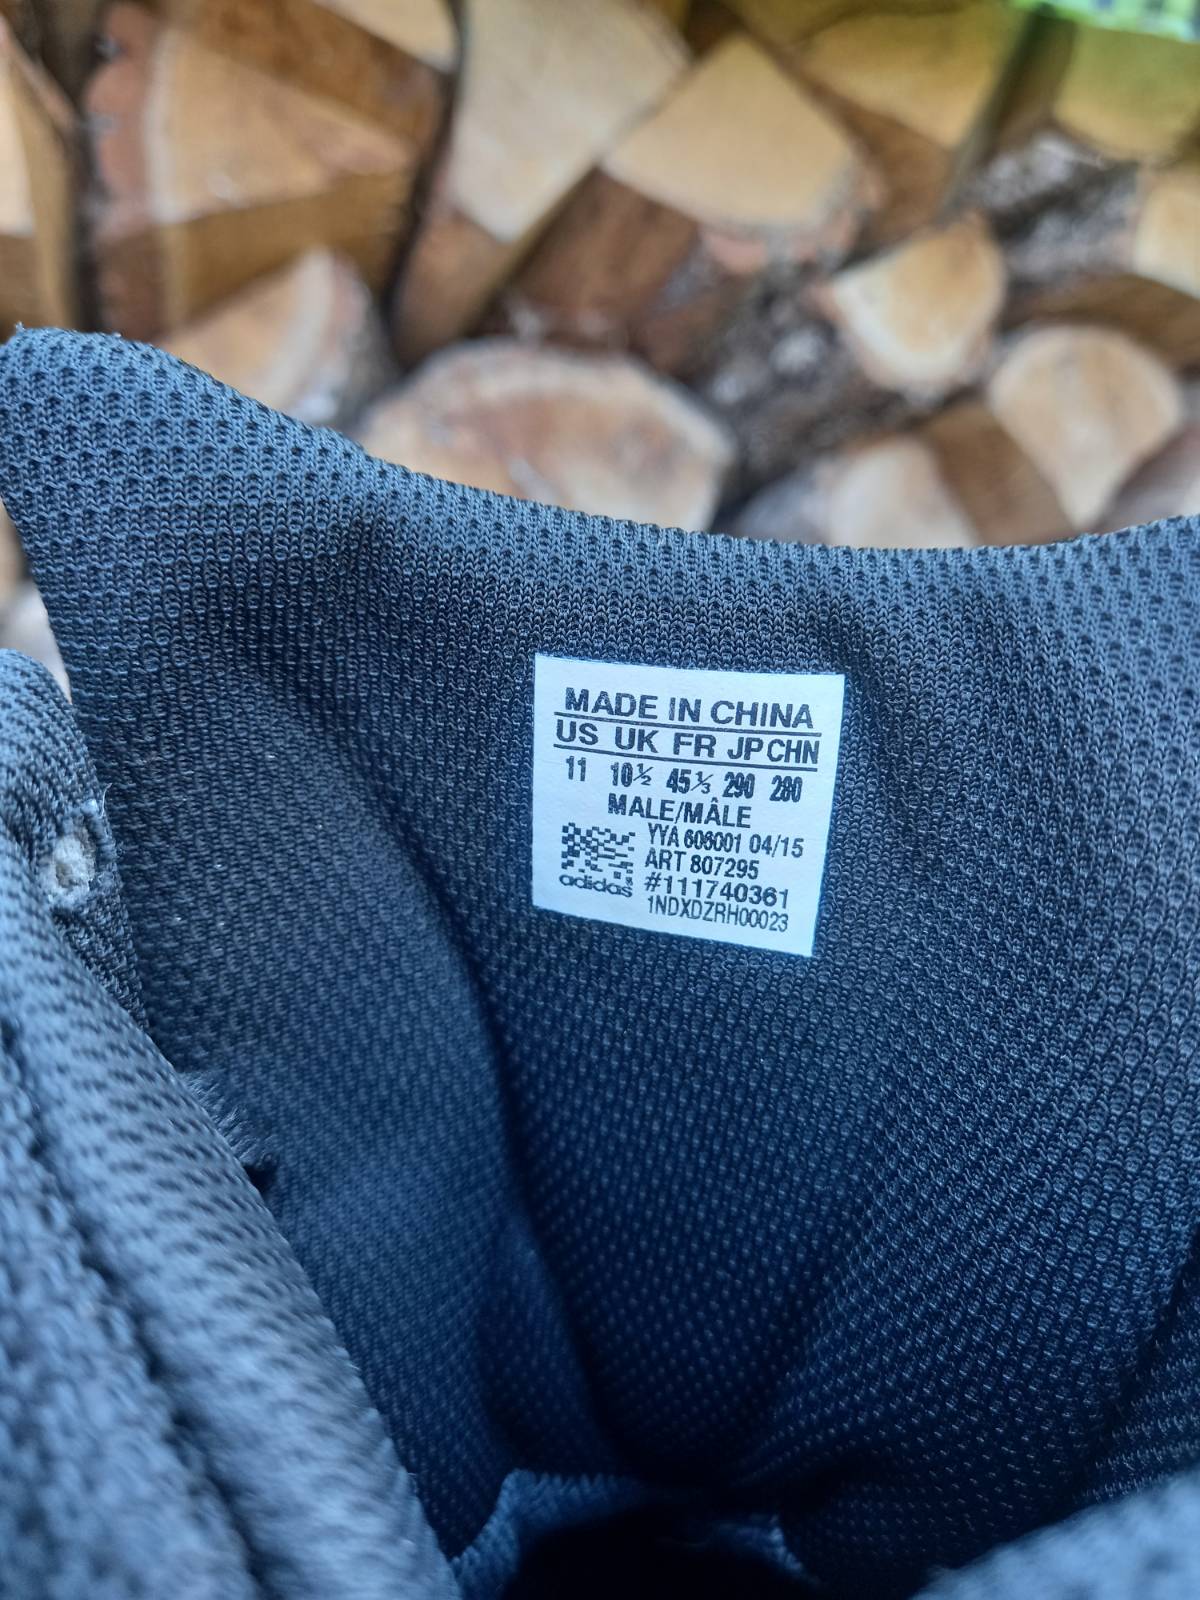 MADE IN CHINA
US UK FR JP CHN
11 10½ 45⅓ 290 280
MALE/MÂLE
YYA 606001 04/15
ART 807295
#111740361
1NDXDZRH00023
adidas